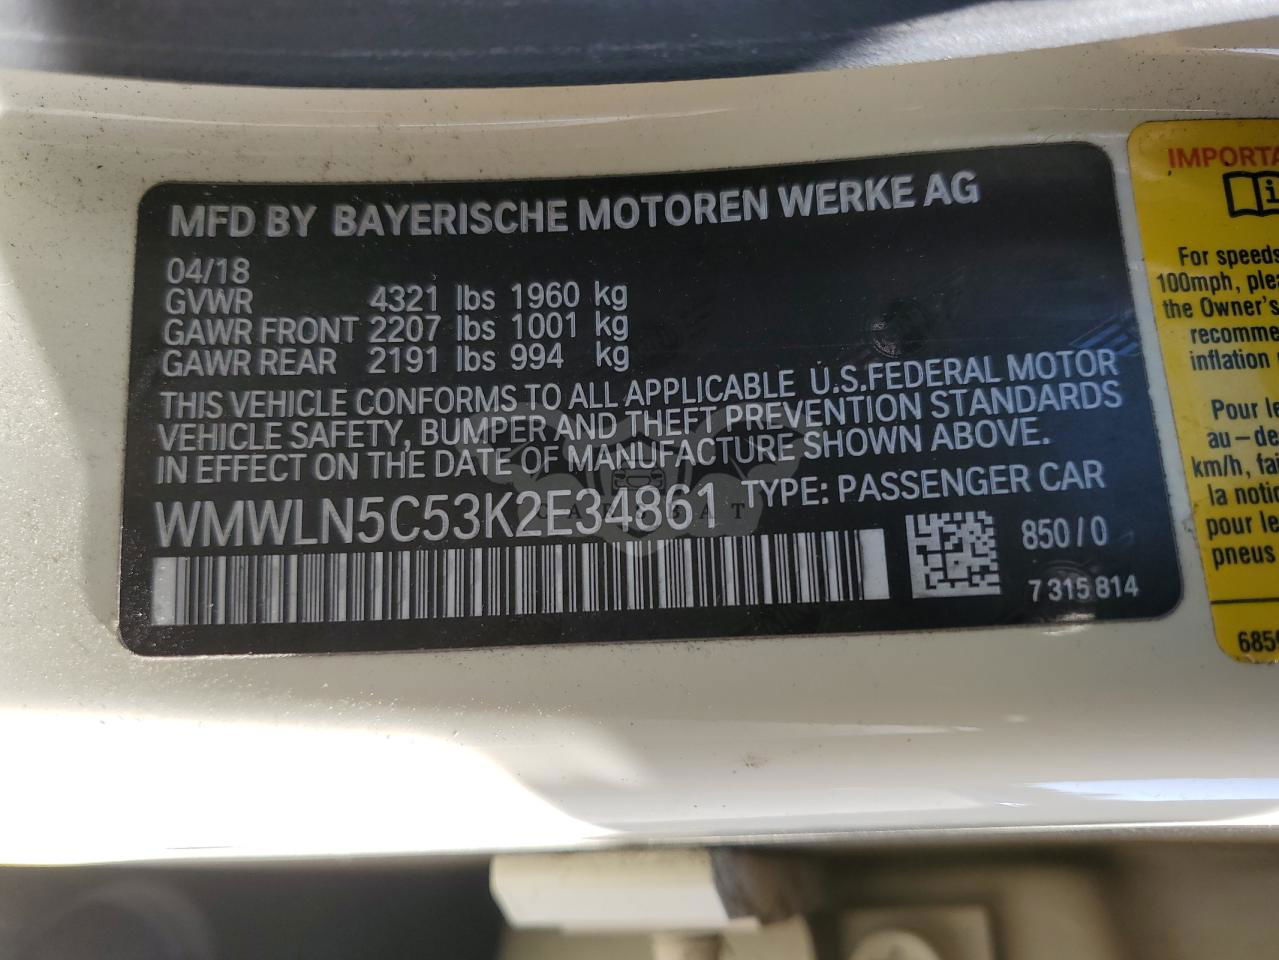 MFD BY BAYERISCHE MOTOREN WERKE AG
04/18
GVWR 4321 lbs 1960 kg
GAWR FRONT 2207 lbs 1001 kg
GAWR REAR 2191 lbs 994 kg
THIS VEHICLE CONFORMS TO ALL APPLICABLE U.S.FEDERAL MOTOR
VEHICLE SAFETY, BUMPER AND THEFT PREVENTION STANDARDS
IN EFFECT ON THE DATE OF MANUFACTURE SHOWN ABOVE.
WMWLN5C53K2E34861 TYPE: PASSENGER CAR
850/0
7 315 814
IMPORTA
For speeds
100mph, plea
the Owner's
recomme
inflation
Pour l
au-de
km/h, fai
la notic
pour le
pneus
685